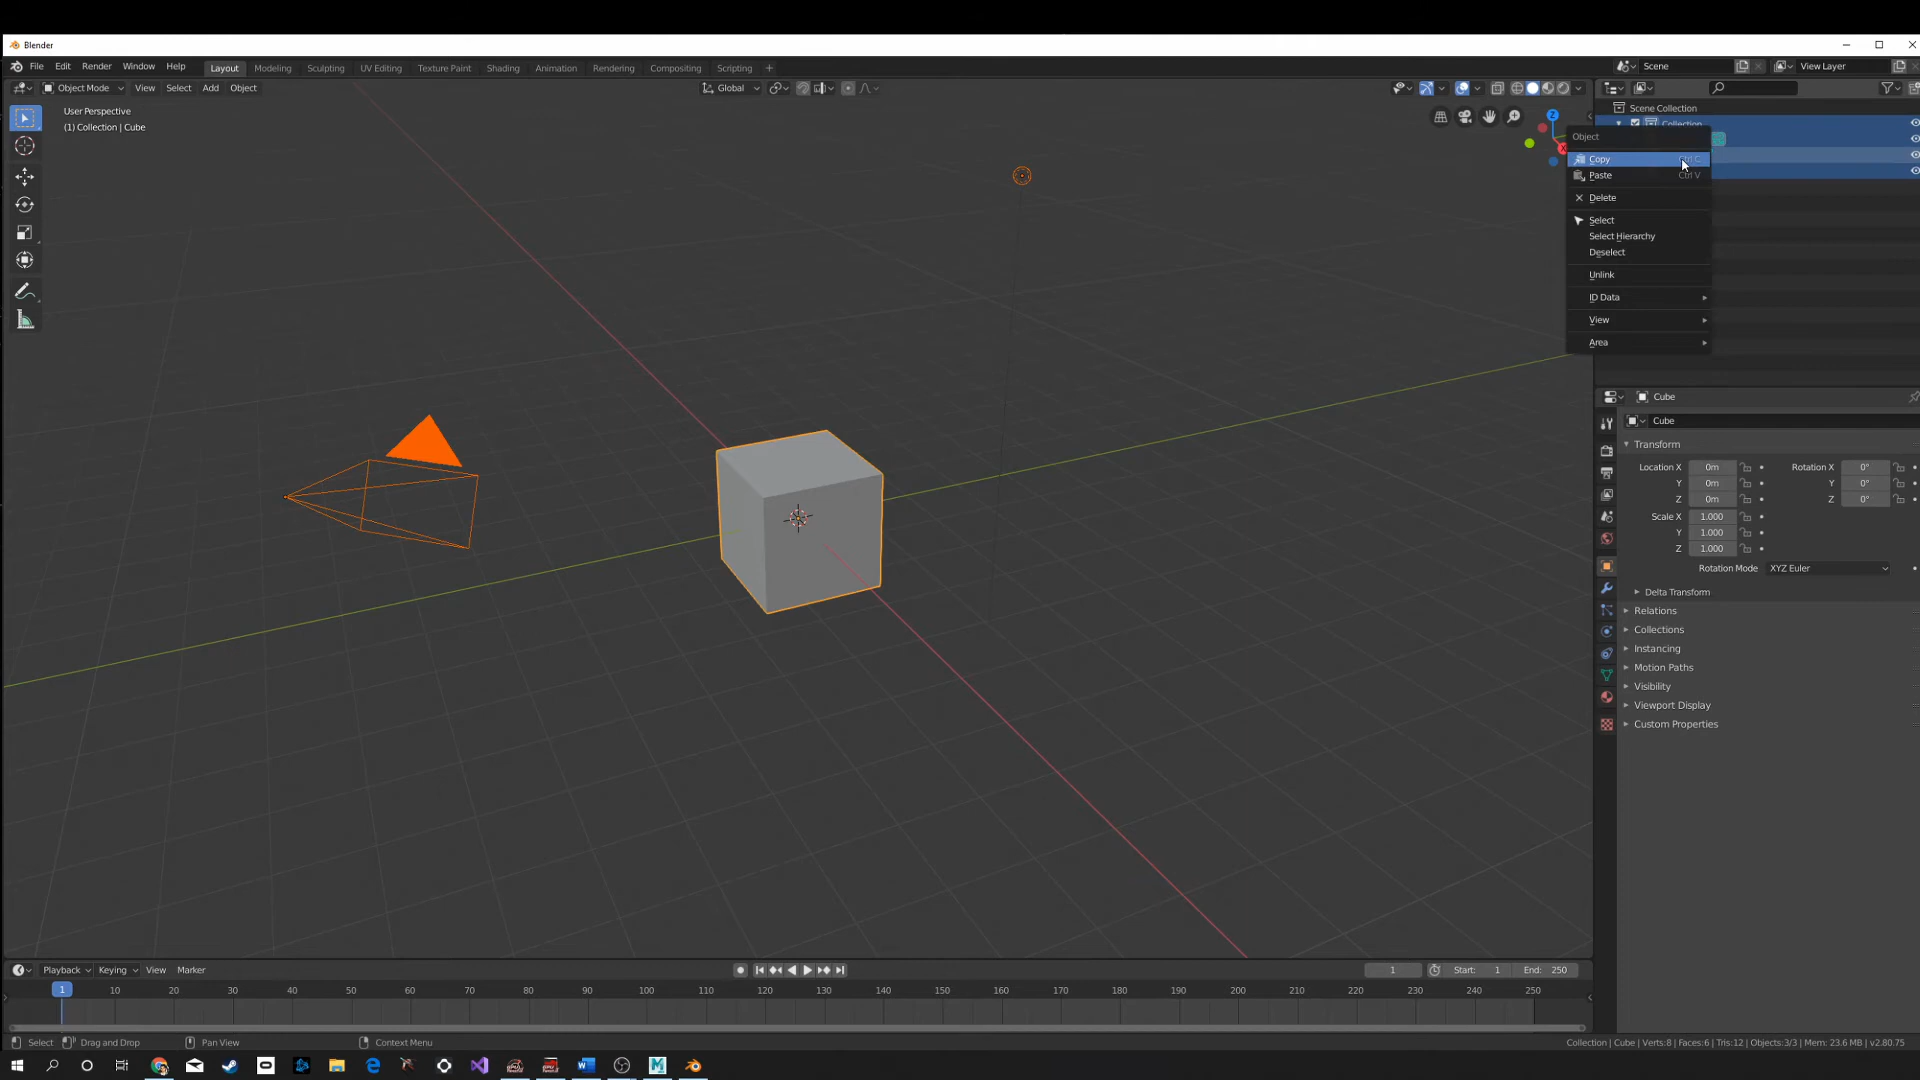 Blender
File Edit Render Window Help Layout Modeling Sculpting UV Editing Texture Paint Shading Animation Rendering Compositing Scripting + Scene View Layer
Object Mode View Select Add Object Global
User Perspective
(1) Collection | Cube
Z
X
Scene Collection
Collection
Object
Copy Ctrl C
Paste Ctrl V
Delete
Select
Select Hierarchy
Deselect
Unlink
ID Data
View
Area
Cube
Cube
Transform
Location X 0m Rotation X 0°
Y 0m Y 0°
Z 0m Z 0°
Scale X 1.000
Y 1.000
Z 1.000
Rotation Mode XYZ Euler
Delta Transform
Relations
Collections
Instancing
Motion Paths
Visibility
Viewport Display
Custom Properties
Playback Keying View Marker 1 Start: 1 End: 250
1 10 20 30 40 50 60 70 80 90 100 110 120 130 140 150 160 170 180 190 200 210 220 230 240 250
Select Drag and Drop Pan View Context Menu Collection | Cube | Verts:8 | Faces:6 | Tris:12 | Objects:3/3 | Mem: 23.6 MB | v2.80.75